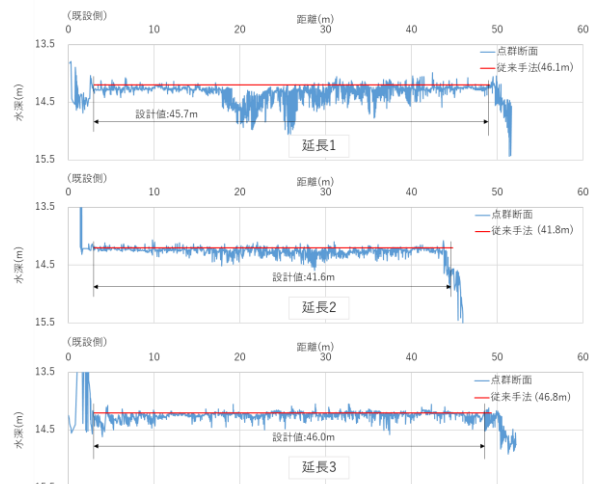 (既設側)
距離(m)
0 10 20 30 40 50 60
13.5
14.5
15.5
水深(m)
点群断面
従来手法(46.1m)
設計値:45.7m
延長1
(既設側)
距離(m)
0 10 20 30 40 50 60
13.5
14.5
15.5
水深(m)
点群断面
従来手法 (41.8m)
設計値:41.6m
延長2
(既設側)
距離(m)
0 10 20 30 40 50 60
13.5
14.5
水深(m)
点群断面
従来手法 (46.8m)
設計値:46.0m
延長3